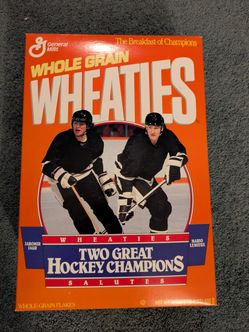 General Mills
The Breakfast of Champions
WHOLE GRAIN
WHEATIES
JAROMIR JAGR
MARIO LEMIEUX
WHEATIES
TWO GREAT
HOCKEY CHAMPIONS
SALUTES
WHOLE GRAIN FLAKES